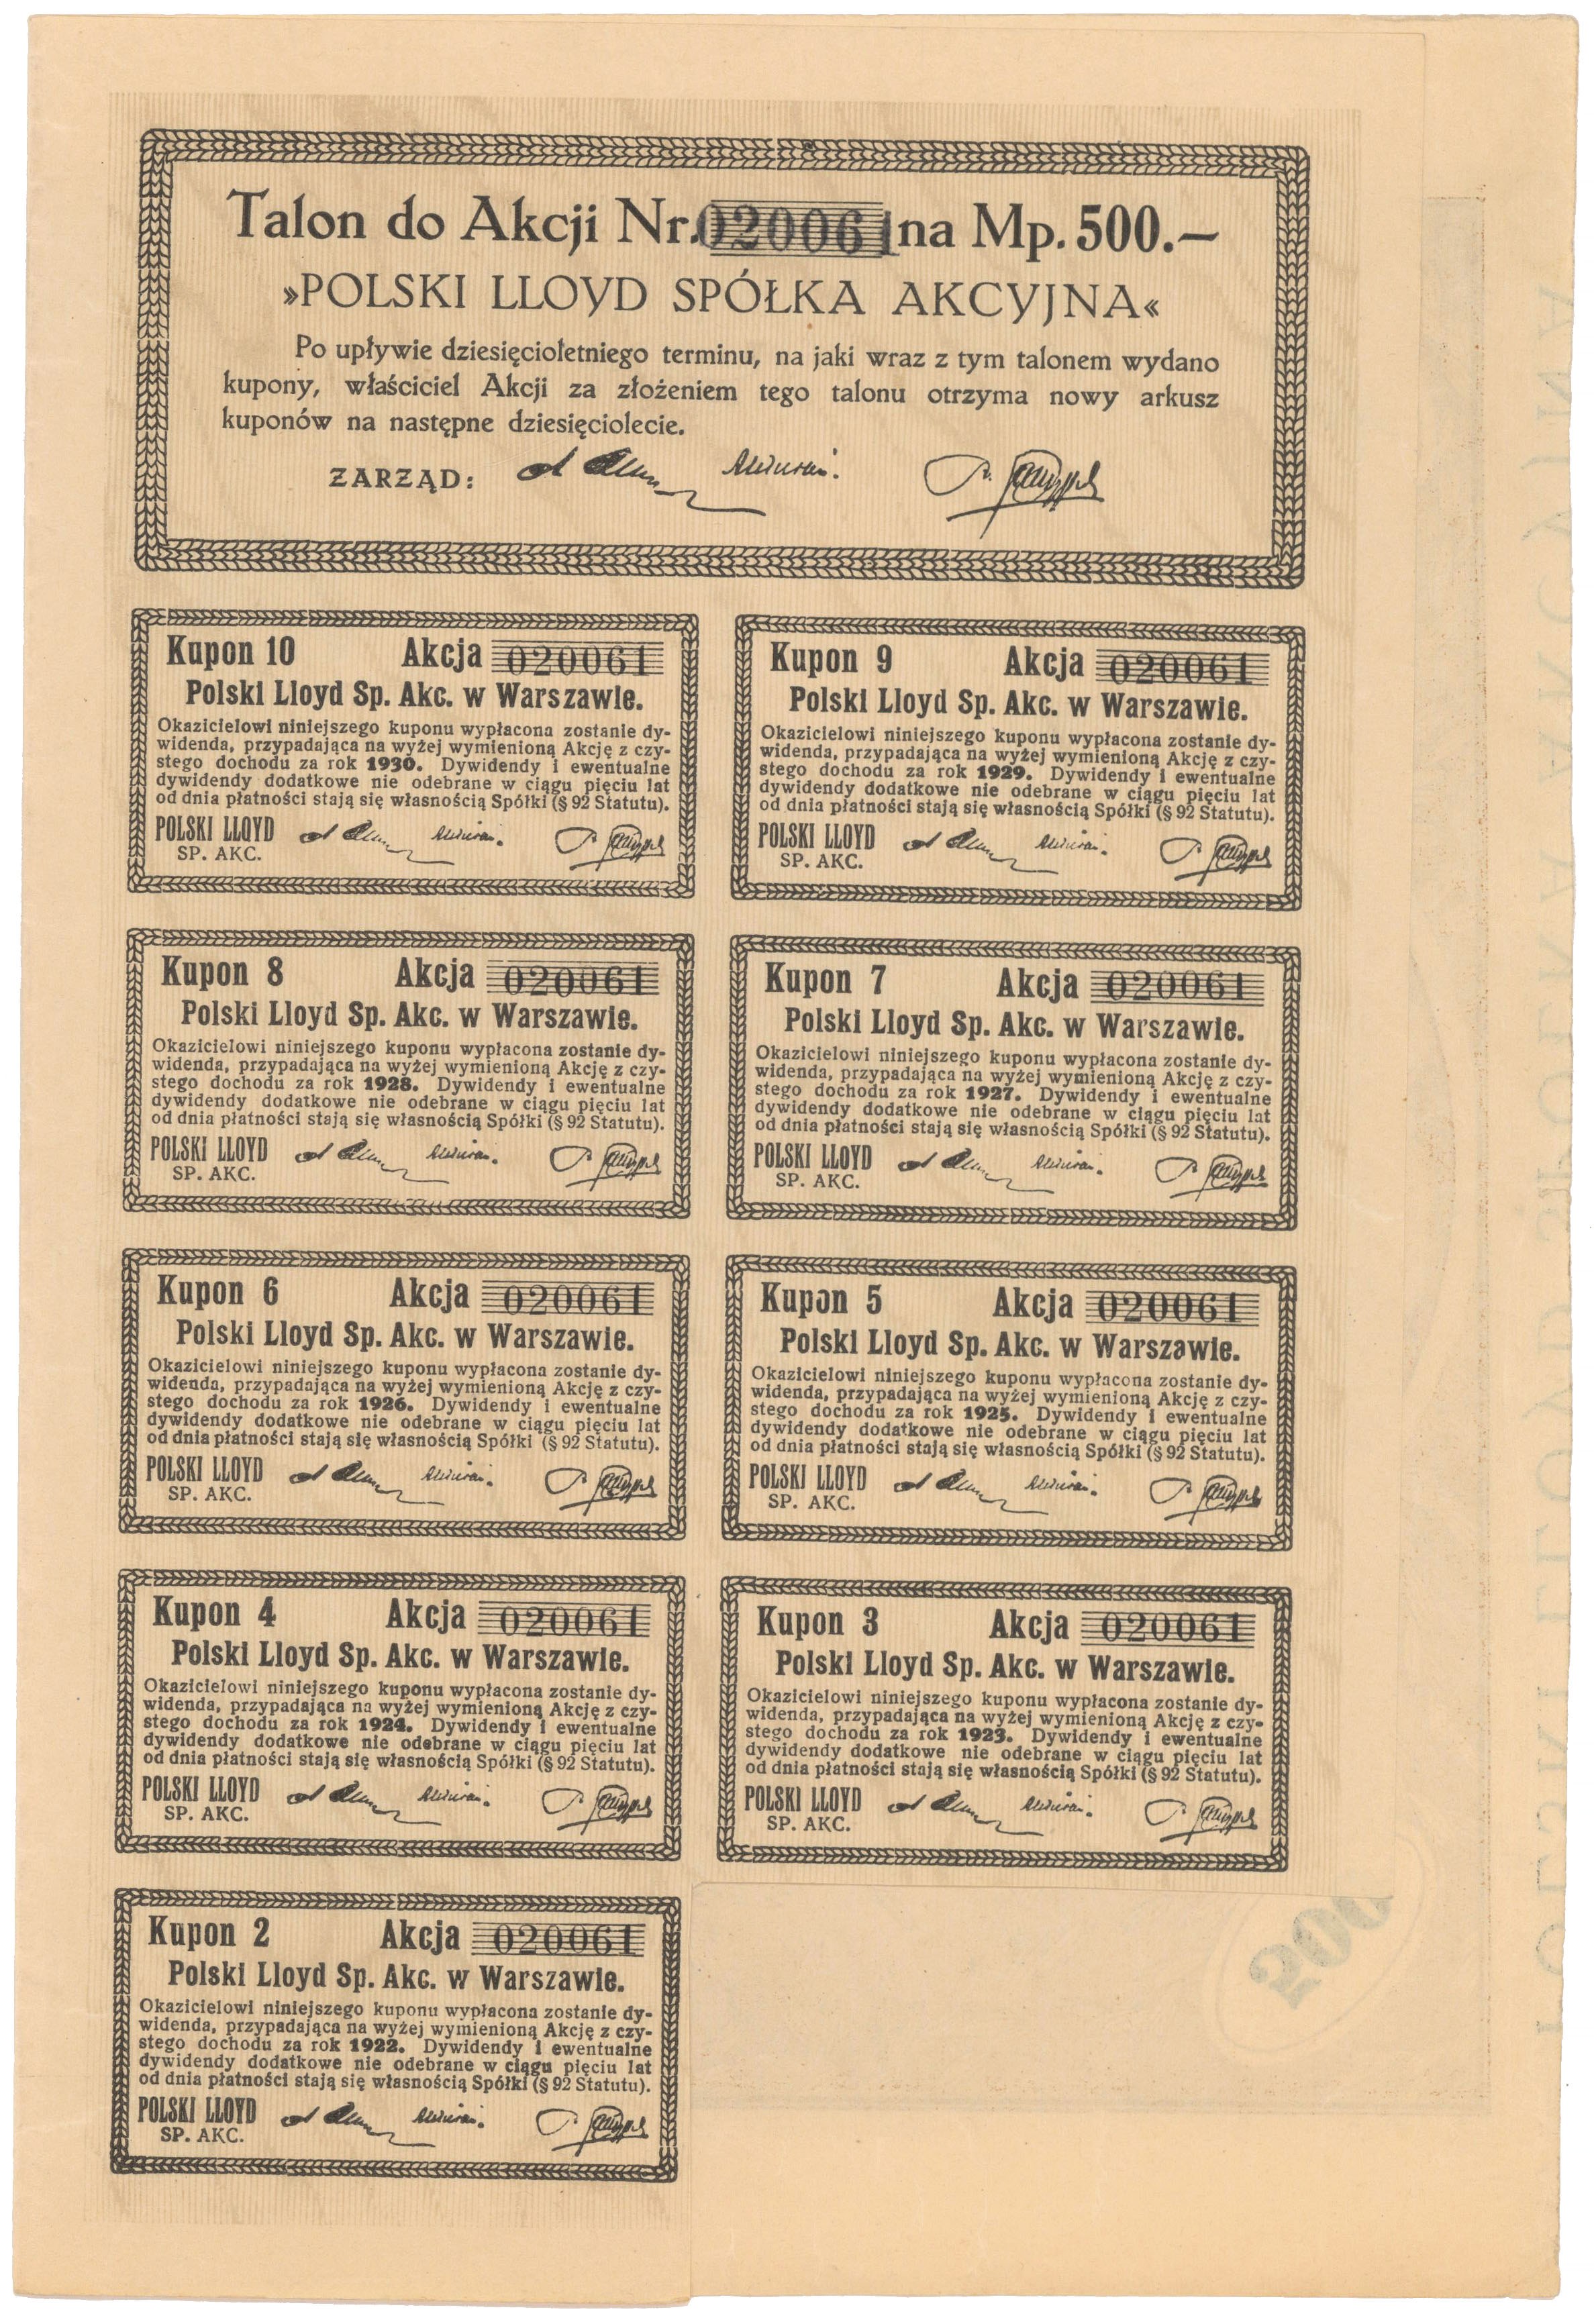 Talon do Akcji Nr. 020061 na Mp. 500.—
»POLSKI LLOYD SPÓŁKA AKCYJNA«
Po upływie dziesięcioletniego terminu, na jaki wraz z tym talonem wydano
kupony, właściciel Akcji za złożeniem tego talonu otrzyma nowy arkusz
kuponów na następne dziesięciolecie.
ZARZĄD:
Kupon 10 Akcja 020061
Polski Lloyd Sp. Akc. w Warszawie.
Okazicielowi niniejszego kuponu wypłacona zostanie dy-
widenda, przypadająca na wyżej wymienioną Akcję z czy-
stego dochodu za rok 1930. Dywidendy i ewentualne
dywidendy dodatkowe nie odebrane w ciągu pięciu lat
od dnia płatności stają się własnością Spółki (§ 92 Statutu).
POLSKI LLOYD
SP. AKC.
Kupon 9 Akcja 020061
Polski Lloyd Sp. Akc. w Warszawie.
Okazicielowi niniejszego kuponu wypłacona zostanie dy-
widenda, przypadająca na wyżej wymienioną Akcję z czy-
stego dochodu za rok 1929. Dywidendy i ewentualne
dywidendy dodatkowe nie odebrane w ciągu pięciu lat
od dnia płatności stają się własnością Spółki (§ 92 Statutu).
POLSKI LLOYD
SP. AKC.
Kupon 8 Akcja 020061
Polski Lloyd Sp. Akc. w Warszawie.
Okazicielowi niniejszego kuponu wypłacona zostanie dy-
widenda, przypadająca na wyżej wymienioną Akcję z czy-
stego dochodu za rok 1928. Dywidendy i ewentualne
dywidendy dodatkowe nie odebrane w ciągu pięciu lat
od dnia płatności stają się własnością Spółki (§ 92 Statutu).
POLSKI LLOYD
SP. AKC.
Kupon 7 Akcja 020061
Polski Lloyd Sp. Akc. w Warszawie.
Okazicielowi niniejszego kuponu wypłacona zostanie dy-
widenda, przypadająca na wyżej wymienioną Akcję z czy-
stego dochodu za rok 1927. Dywidendy i ewentualne
dywidendy dodatkowe nie odebrane w ciągu pięciu lat
od dnia płatności stają się własnością Spółki (§ 92 Statutu).
POLSKI LLOYD
SP. AKC.
Kupon 6 Akcja 020061
Polski Lloyd Sp. Akc. w Warszawie.
Okazicielowi niniejszego kuponu wypłacona zostanie dy-
widenda, przypadająca na wyżej wymienioną Akcję z czy-
stego dochodu za rok 1926. Dywidendy i ewentualne
dywidendy dodatkowe nie odebrane w ciągu pięciu lat
od dnia płatności stają się własnością Spółki (§ 92 Statutu).
POLSKI LLOYD
SP. AKC.
Kupon 5 Akcja 020061
Polski Lloyd Sp. Akc. w Warszawie.
Okazicielowi niniejszego kuponu wypłacona zostanie dy-
widenda, przypadająca na wyżej wymienioną Akcję z czy-
stego dochodu za rok 1925. Dywidendy i ewentualne
dywidendy dodatkowe nie odebrane w ciągu pięciu lat
od dnia płatności stają się własnością Spółki (§ 92 Statutu).
POLSKI LLOYD
SP. AKC.
Kupon 4 Akcja 020061
Polski Lloyd Sp. Akc. w Warszawie.
Okazicielowi niniejszego kuponu wypłacona zostanie dy-
widenda, przypadająca na wyżej wymienioną Akcję z czy-
stego dochodu za rok 1924. Dywidendy i ewentualne
dywidendy dodatkowe nie odebrane w ciągu pięciu lat
od dnia płatności stają się własnością Spółki (§ 92 Statutu).
POLSKI LLOYD
SP. AKC.
Kupon 3 Akcja 020061
Polski Lloyd Sp. Akc. w Warszawie.
Okazicielowi niniejszego kuponu wypłacona zostanie dy-
widenda, przypadająca na wyżej wymienioną Akcję z czy-
stego dochodu za rok 1923. Dywidendy i ewentualne
dywidendy dodatkowe nie odebrane w ciągu pięciu lat
od dnia płatności stają się własnością Spółki (§ 92 Statutu).
POLSKI LLOYD
SP. AKC.
Kupon 2 Akcja 020061
Polski Lloyd Sp. Akc. w Warszawie.
Okazicielowi niniejszego kuponu wypłacona zostanie dy-
widenda, przypadająca na wyżej wymienioną Akcję z czy-
stego dochodu za rok 1922. Dywidendy i ewentualne
dywidendy dodatkowe nie odebrane w ciągu pięciu lat
od dnia płatności stają się własnością Spółki (§ 92 Statutu).
POLSKI LLOYD
SP. AKC.